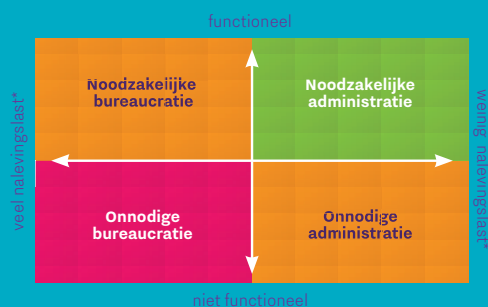 functioneel
Noodzakelijke
bureaucratie
Noodzakelijke
administratie
veel nalevingslast*
weinig nalevingslast*
Onnodige
bureaucratie
Onnodige
administratie
niet functioneel